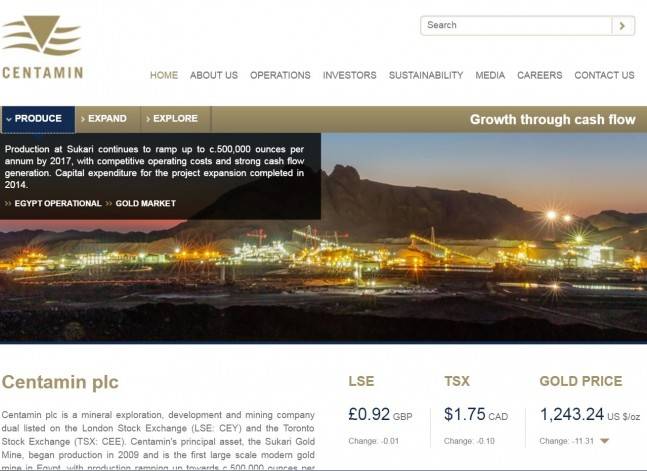 Search
CENTAMIN
HOME ABOUT US OPERATIONS INVESTORS SUSTAINABILITY MEDIA CAREERS CONTACT US
PRODUCE EXPAND EXPLORE Growth through cash flow
Production at Sukari continues to ramp up to c.500,000 ounces per
annum by 2017, with competitive operating costs and strong cash flow
generation. Capital expenditure for the project expansion completed in
2014.
EGYPT OPERATIONAL GOLD MARKET
Centamin plc
Centamin plc is a mineral exploration, development and mining company
dual listed on the London Stock Exchange (LSE: CEY) and the Toronto
Stock Exchange (TSX: CEE). Centamin's principal asset, the Sukari Gold
Mine, began production in 2009 and is the first large scale modern gold
mine in Egypt, with production ramping up towards c.500,000 ounces per
LSE TSX GOLD PRICE
£0.92 GBP $1.75 CAD 1,243.24 US $/oz
Change: -0.01 Change: -0.10 Change: -11.31